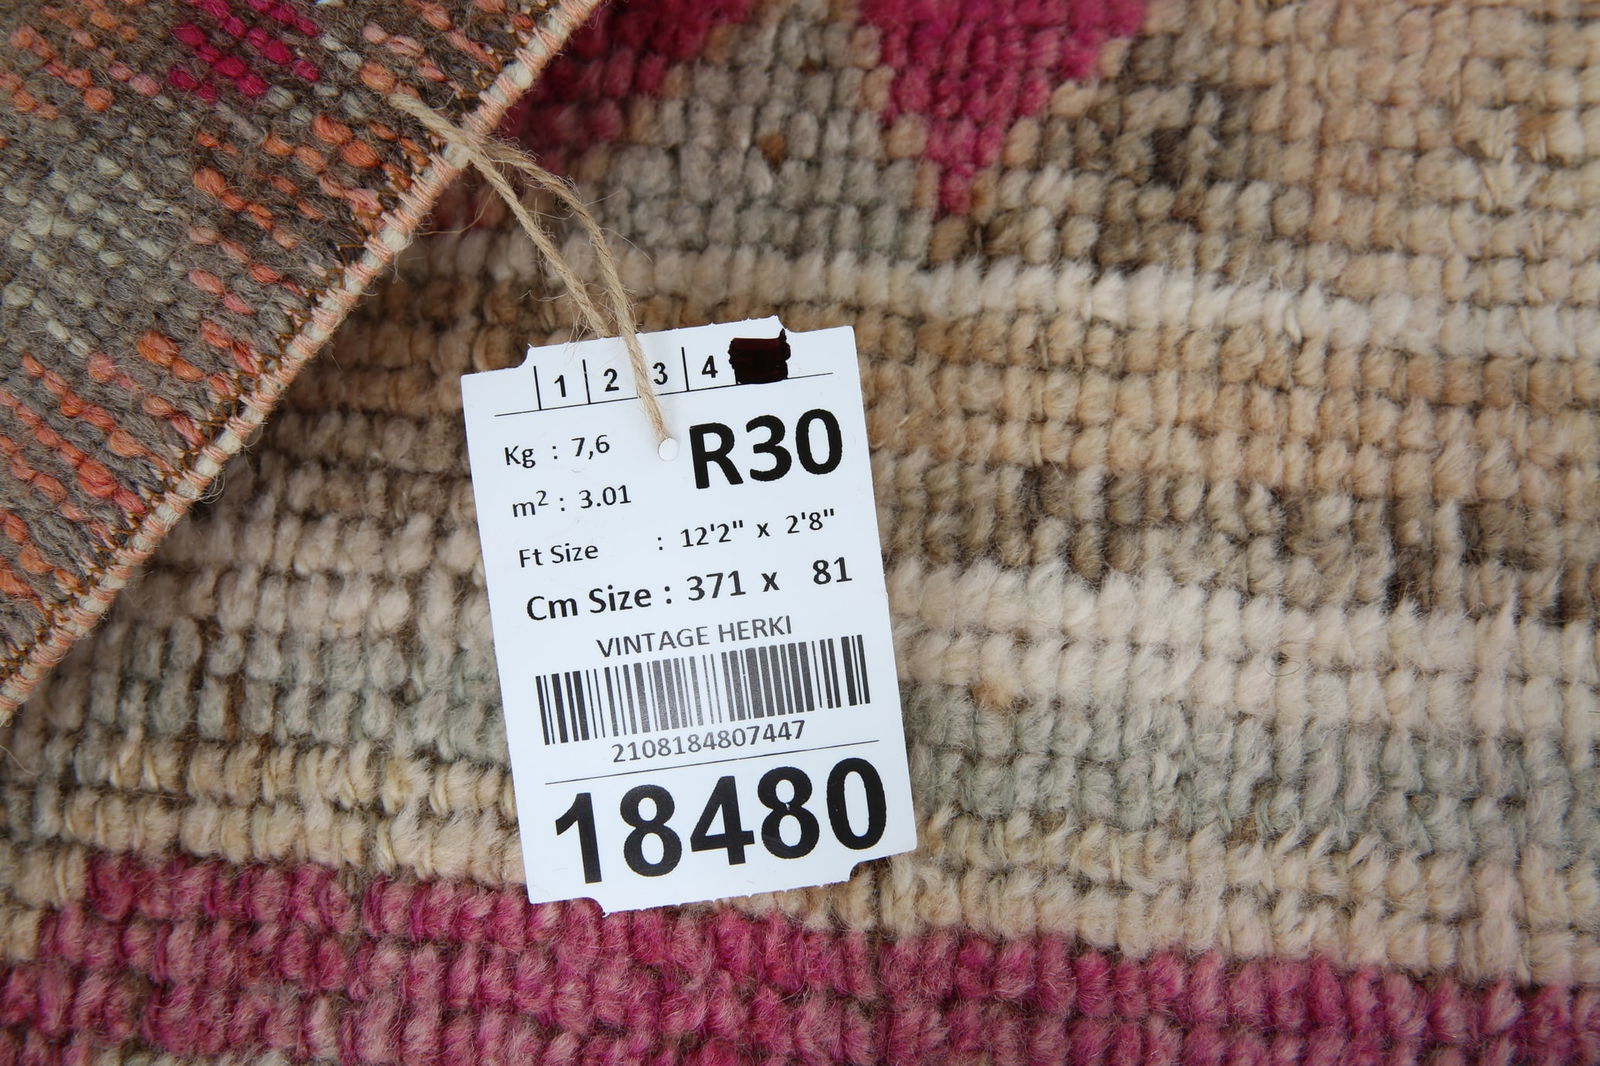 1 2 3 4
R30
Kg : 7,6
m² : 3.01
Ft Size : 12'2" x 2'8"
Cm Size : 371 x 81
VINTAGE HERKI
2108184807447
18480